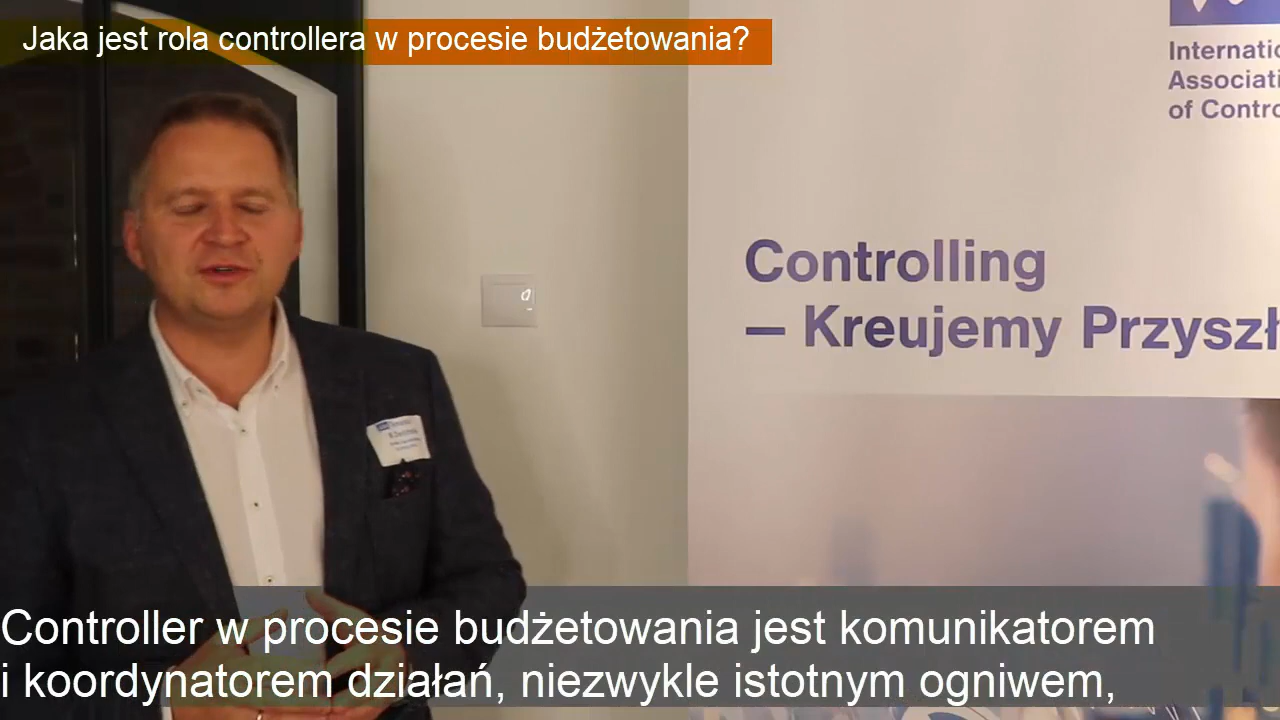 Jaka jest rola controllera w procesie budżetowania?
Internatio
Associati
of Contro
Controlling
– Kreujemy Przyszł
Controller w procesie budżetowania jest komunikatorem
i koordynatorem działań, niezwykle istotnym ogniwem,